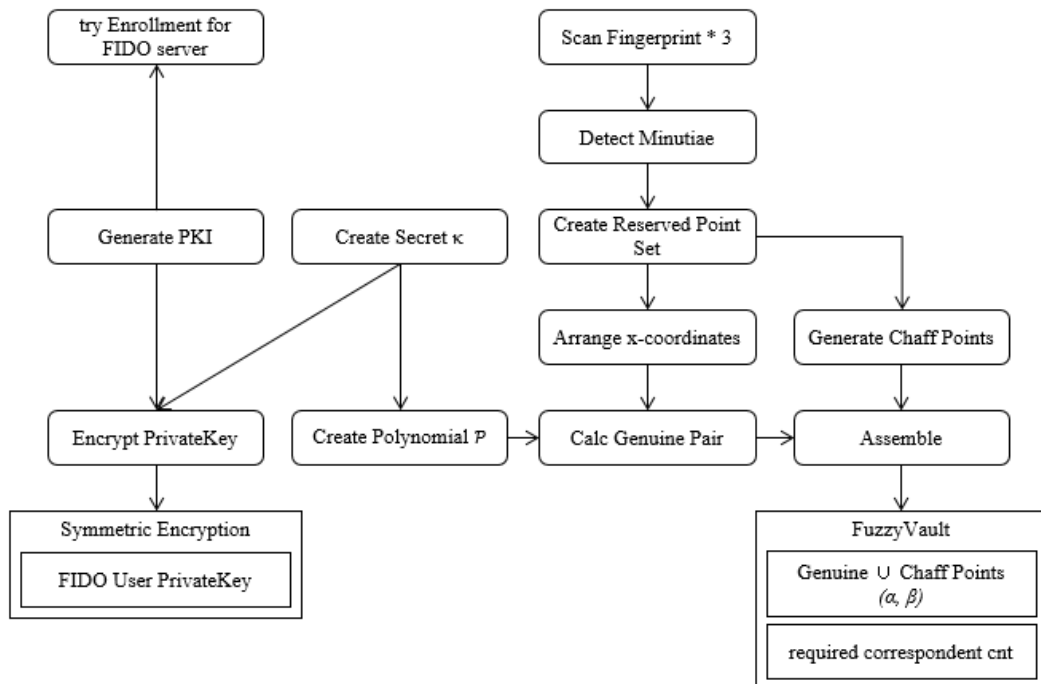 try Enrollment for
FIDO server
Scan Fingerprint * 3
Detect Minutiae
Generate PKI
Create Secret κ
Create Reserved Point
Set
Arrange x-coordinates
Generate Chaff Points
Encrypt PrivateKey
Create Polynomial P
Calc Genuine Pair
Assemble
Symmetric Encryption
FIDO User PrivateKey
FuzzyVault
Genuine ∪ Chaff Points
(α, β)
required correspondent cnt